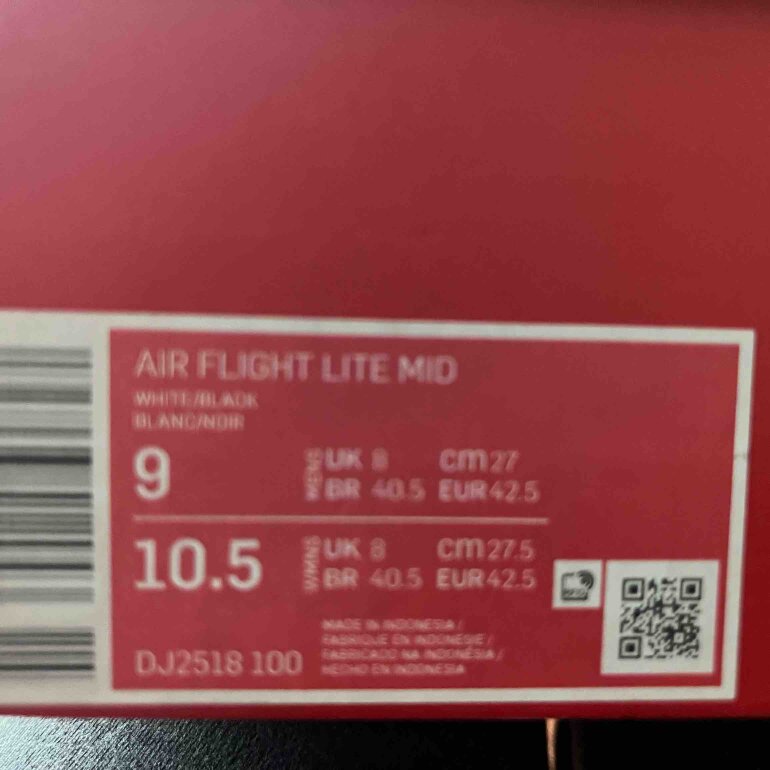 AIR FLIGHT LITE MID
WHITE/BLACK
BLANC/NOIR
9 MENS UK 8 cm 27
BR 40.5 EUR 42.5
10.5 WMNS UK 8 cm 27.5
BR 40.5 EUR 42.5
DJ2518 100
MADE IN INDONESIA /
FABRIQUE EN INDONESIE /
FABRICADO NA INDONÉSIA /
HECHO EN INDONESIA